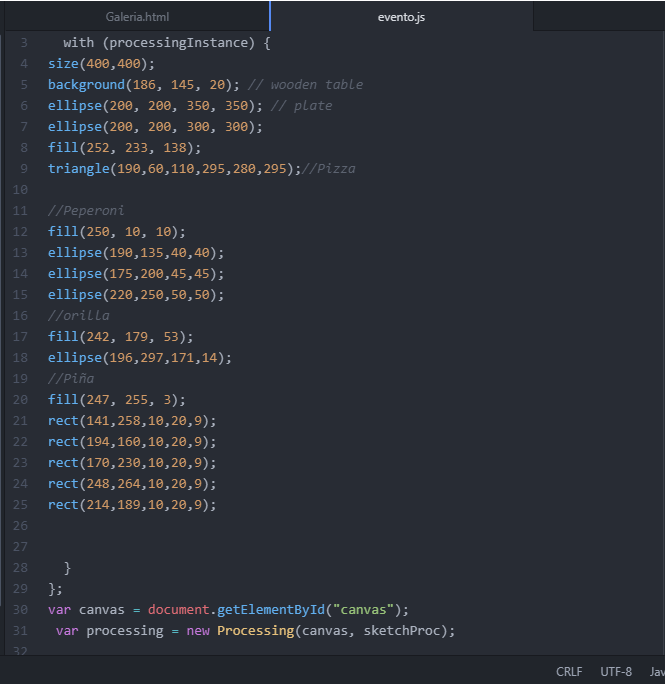 Galeria.html evento.js
3 with (processingInstance) {
4 size(400,400);
5 background(186, 145, 20); // wooden table
6 ellipse(200, 200, 350, 350); // plate
7 ellipse(200, 200, 300, 300);
8 fill(252, 233, 138);
9 triangle(190,60,110,295,280,295);//Pizza
10
11 //Peperoni
12 fill(250, 10, 10);
13 ellipse(190,135,40,40);
14 ellipse(175,200,45,45);
15 ellipse(220,250,50,50);
16 //orilla
17 fill(242, 179, 53);
18 ellipse(196,297,171,14);
19 //Piña
20 fill(247, 255, 3);
21 rect(141,258,10,20,9);
22 rect(194,160,10,20,9);
23 rect(170,230,10,20,9);
24 rect(248,264,10,20,9);
25 rect(214,189,10,20,9);
26
27
28 }
29 };
30 var canvas = document.getElementById("canvas");
31 var processing = new Processing(canvas, sketchProc);
32
CRLF UTF-8 Jav